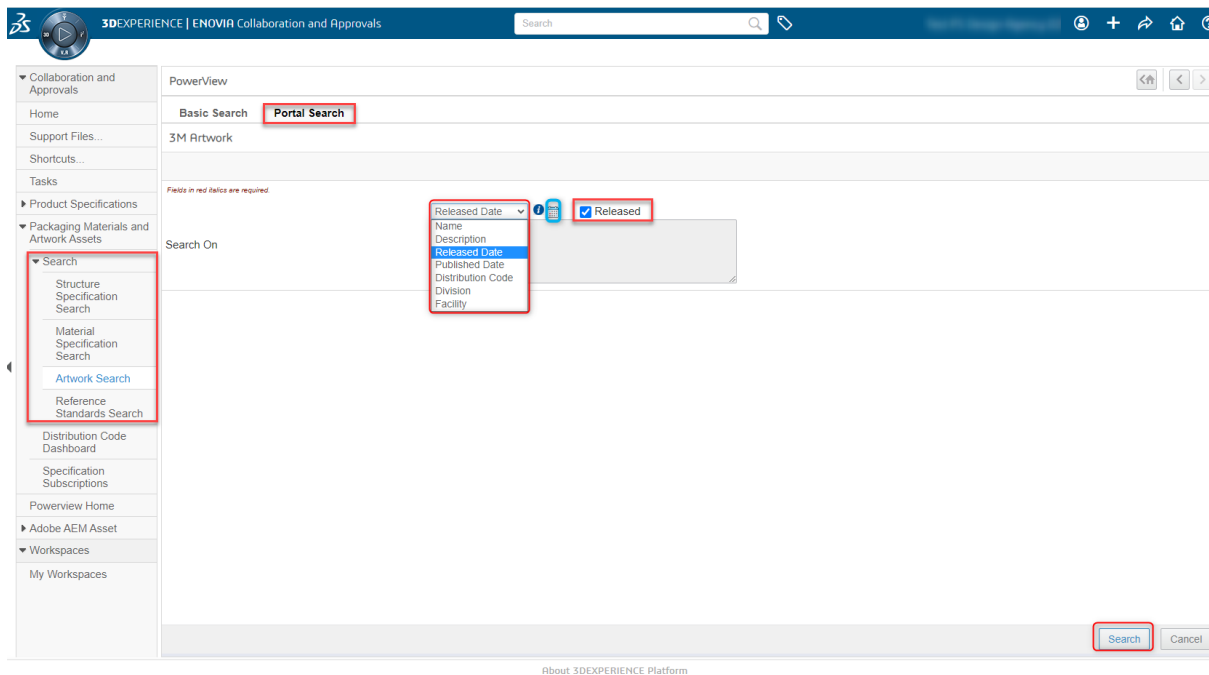 3DEXPERIENCE | ENOVIA Collaboration and Approvals
Search
3D
V.R
Collaboration and
Approvals
Home
Support Files...
Shortcuts...
Tasks
Product Specifications
Packaging Materials and
Artwork Assets
Search
Structure
Specification
Search
Material
Specification
Search
Artwork Search
Reference
Standards Search
Distribution Code
Dashboard
Specification
Subscriptions
Powerview Home
Adobe AEM Asset
Workspaces
My Workspaces
PowerView
Basic Search Portal Search
3M Artwork
Fields in red italics are required
Released Date Released
Search On
Name
Description
Released Date
Published Date
Distribution Code
Division
Facility
Search Cancel
About 3DEXPERIENCE Platform